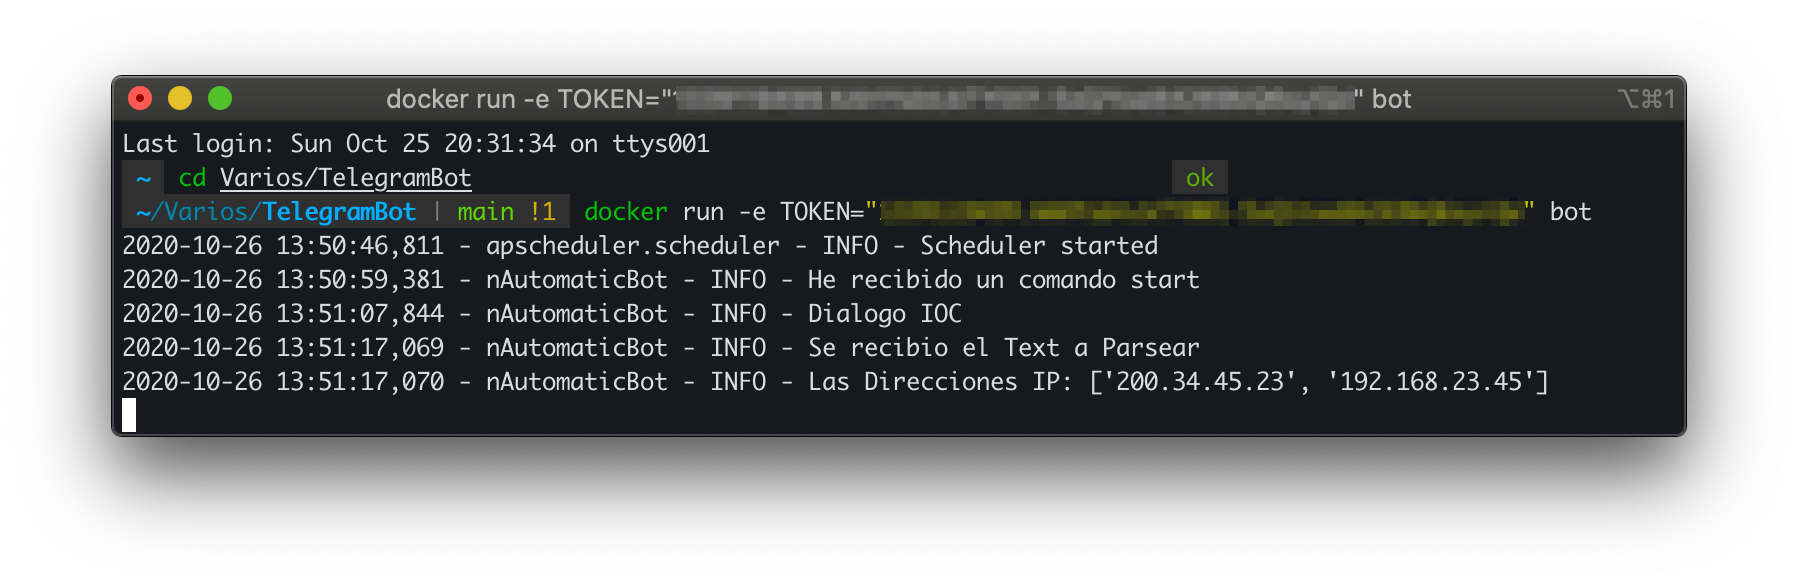 docker run -e TOKEN="" bot ⌥⌘1
Last login: Sun Oct 25 20:31:34 on ttys001
~ cd Varios/TelegramBot ok
~/Varios/TelegramBot | main !1 docker run -e TOKEN="" bot
2020-10-26 13:50:46,811 - apscheduler.scheduler - INFO - Scheduler started
2020-10-26 13:50:59,381 - nAutomaticBot - INFO - He recibido un comando start
2020-10-26 13:51:07,844 - nAutomaticBot - INFO - Dialogo IOC
2020-10-26 13:51:17,069 - nAutomaticBot - INFO - Se recibio el Text a Parsear
2020-10-26 13:51:17,070 - nAutomaticBot - INFO - Las Direcciones IP: ['200.34.45.23', '192.168.23.45']